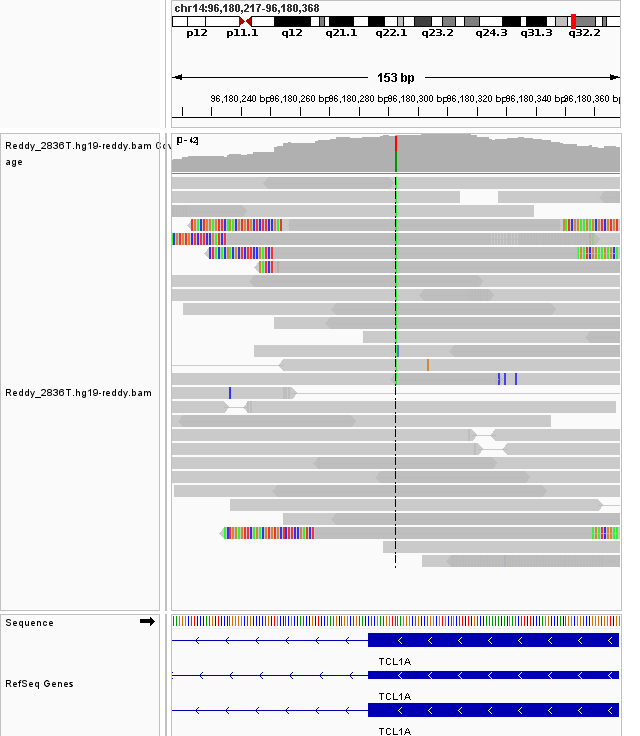 chr14:96,180,217-96,180,368
p12 p11.1 q12 q21.1 q22.1 q23.2 q24.3 q31.3 q32.2
153 bp
96,180,240 bp 96,180,260 bp 96,180,280 bp 96,180,300 bp 96,180,320 bp 96,180,340 bp 96,180,360 bp
[0 - 42]
Reddy_2836T.hg19-reddy.bam Cov
age
Reddy_2836T.hg19-reddy.bam
Sequence
TCL1A
RefSeq Genes
TCL1A
TCL1A